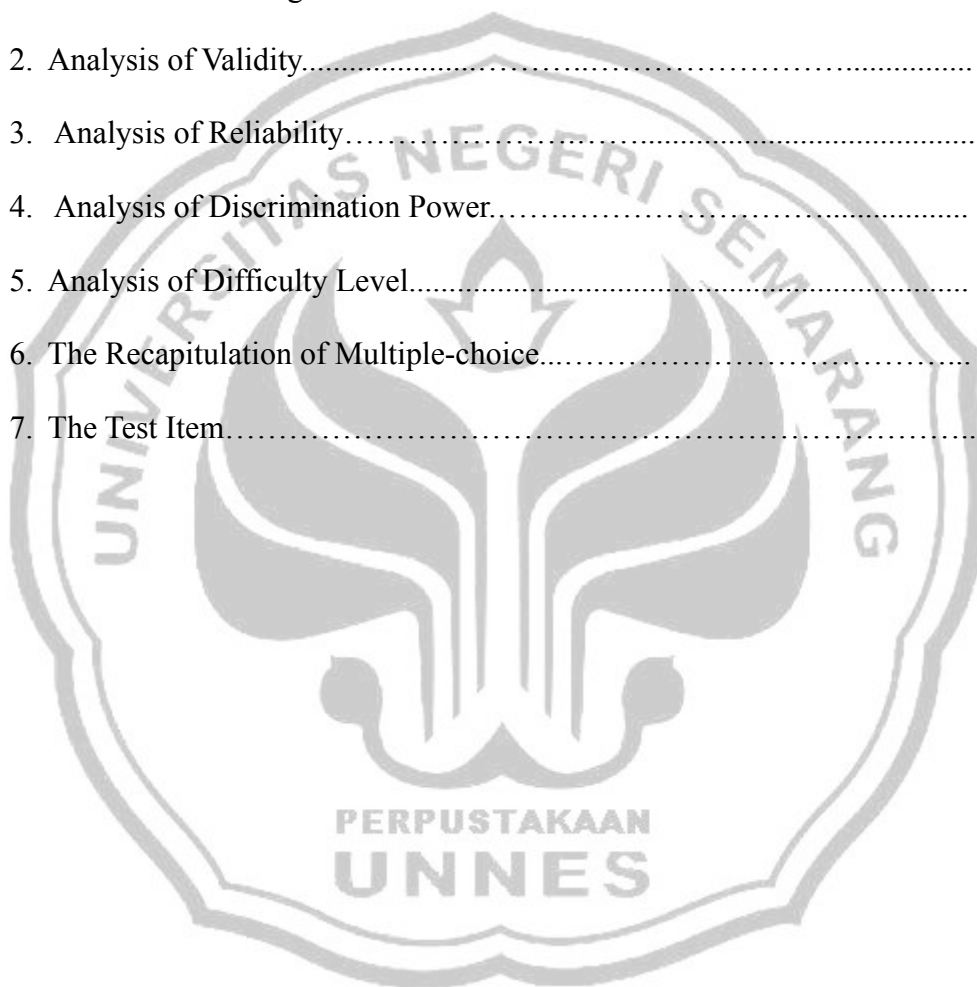 2. Analysis of Validity......................………...……………………................
3. Analysis of Reliability…………………………......................................
4. Analysis of Discrimination Power.…………………………...................
5. Analysis of Difficulty Level.....................................................................
6. The Recapitulation of Multiple-choice...…………………………………...
7. The Test Item…………………………………………………………………...
UNIVERSITAS NEGERI SEMARANG
PERPUSTAKAAN
UNNES